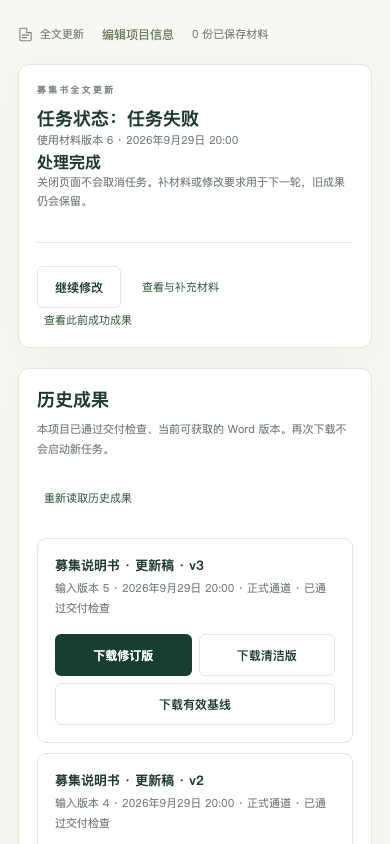 全文更新 编辑项目信息 0 份已保存材料
募集书全文更新
任务状态：任务失败
使用材料版本 6 · 2026年9月29日 20:00
处理完成
关闭页面不会取消任务。补材料或修改要求用于下一轮，旧成果
仍会保留。
继续修改 查看与补充材料
查看此前成功成果
历史成果
本项目已通过交付检查、当前可获取的 Word 版本。再次下载不
会启动新任务。
重新读取历史成果
募集说明书 · 更新稿 · v3
输入版本 5 · 2026年9月29日 20:00 · 正式通道 · 已通
过交付检查
下载修订版 下载清洁版
下载有效基线
募集说明书 · 更新稿 · v2
输入版本 4 · 2026年9月29日 20:00 · 正式通道 · 已通
过交付检查